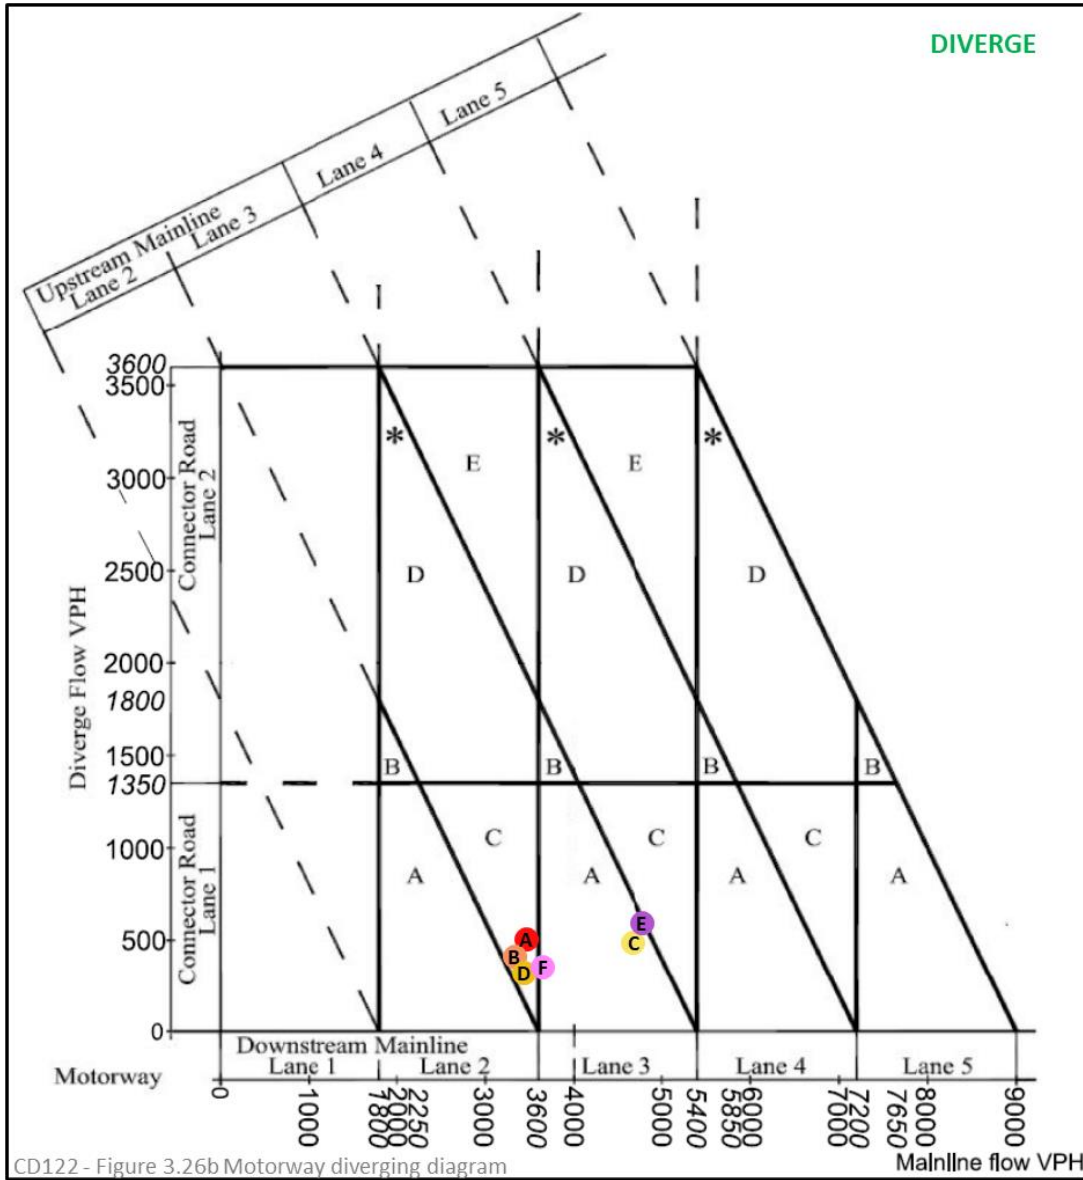 DIVERGE
Lane 5
Lane 4
Upstream Mainline
Lane 3
Lane 2
3600
3500
*
*
*
E
E
Connector Road
Lane 2
3000
2500
D
D
D
Diverge Flow VPH
2000
1800
1500
B
B
B
B
1350
1000
C
C
C
Connector Road
Lane 1
A
A
A
A
500
A
E
B
C
D
F
0
Downstream Mainline
Motorway
Lane 1
Lane 2
Lane 3
Lane 4
Lane 5
0
1000
1800
2000
2250
3000
3600
4000
5000
5400
5850
6000
7000
7200
7650
8000
9000
Mainline flow VPH
CD122 - Figure 3.26b Motorway diverging diagram